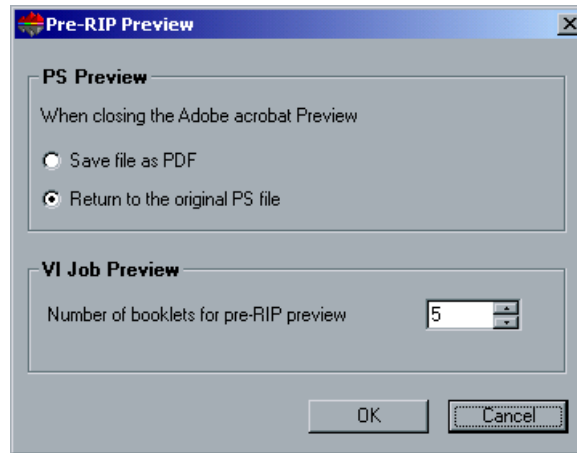 Pre-RIP Preview
PS Preview
When closing the Adobe acrobat Preview
Save file as PDF
Return to the original PS file
VI Job Preview
Number of booklets for pre-RIP preview 5
OK Cancel